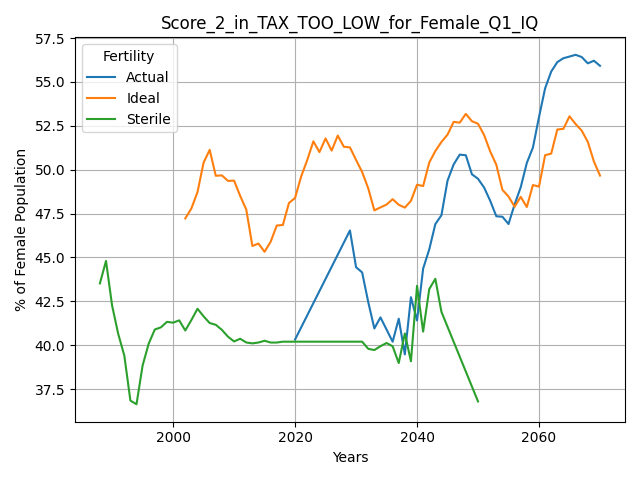 Score_2_in_TAX_TOO_LOW_for_Female_Q1_IQ
Fertility
Actual
Ideal
Sterile
% of Female Population
57.5
55.0
52.5
50.0
47.5
45.0
42.5
40.0
37.5
2000 2020 2040 2060
Years